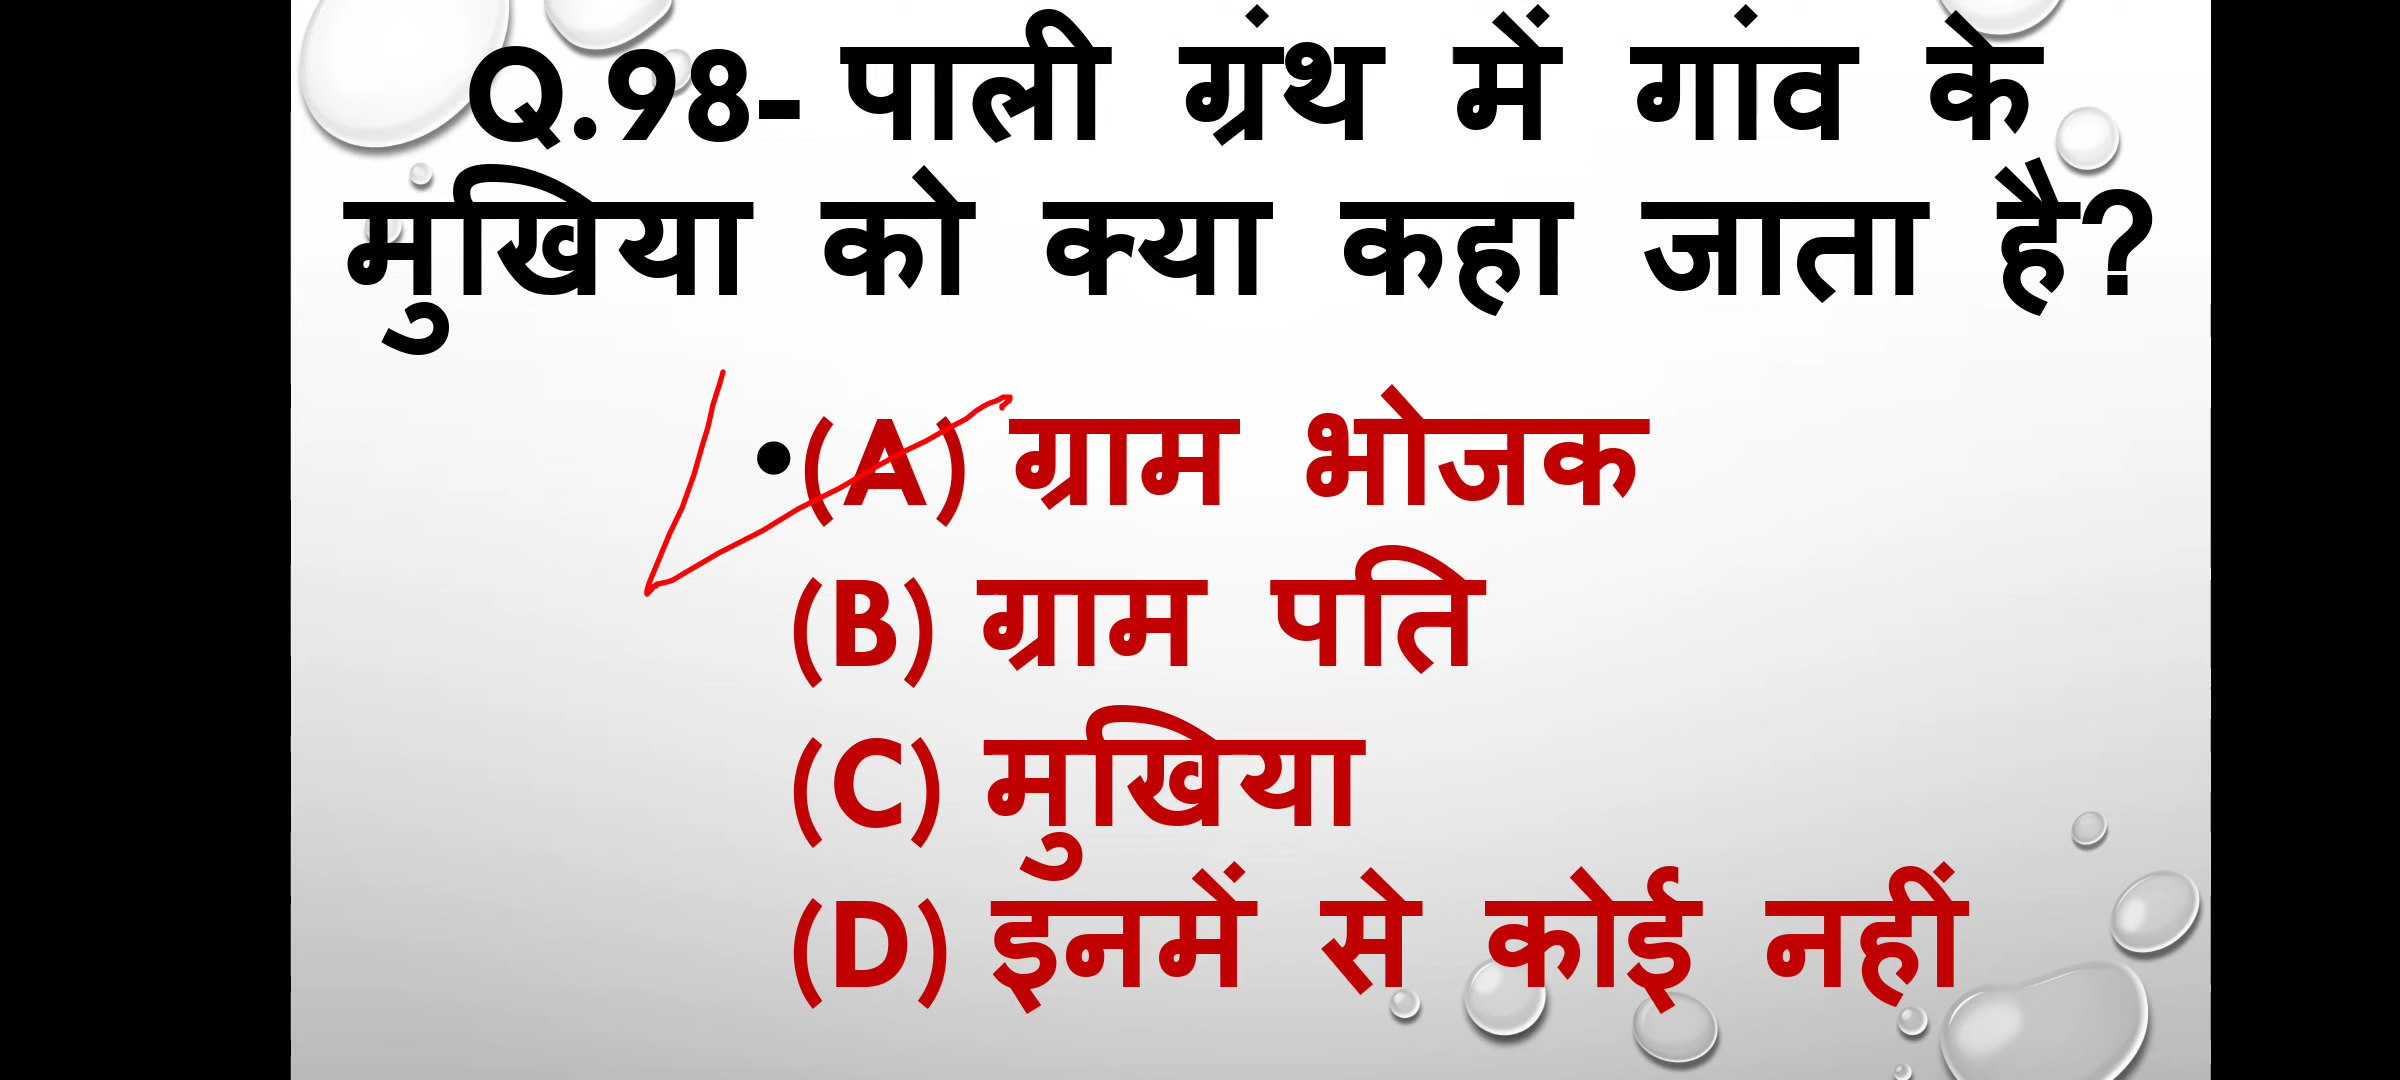 Q.98- पाली ग्रंथ में गांव के
मुखिया को क्या कहा जाता है?
•(A) ग्राम भोजक
(B) ग्राम पति
(C) मुखिया
(D) इनमें से कोई नहीं